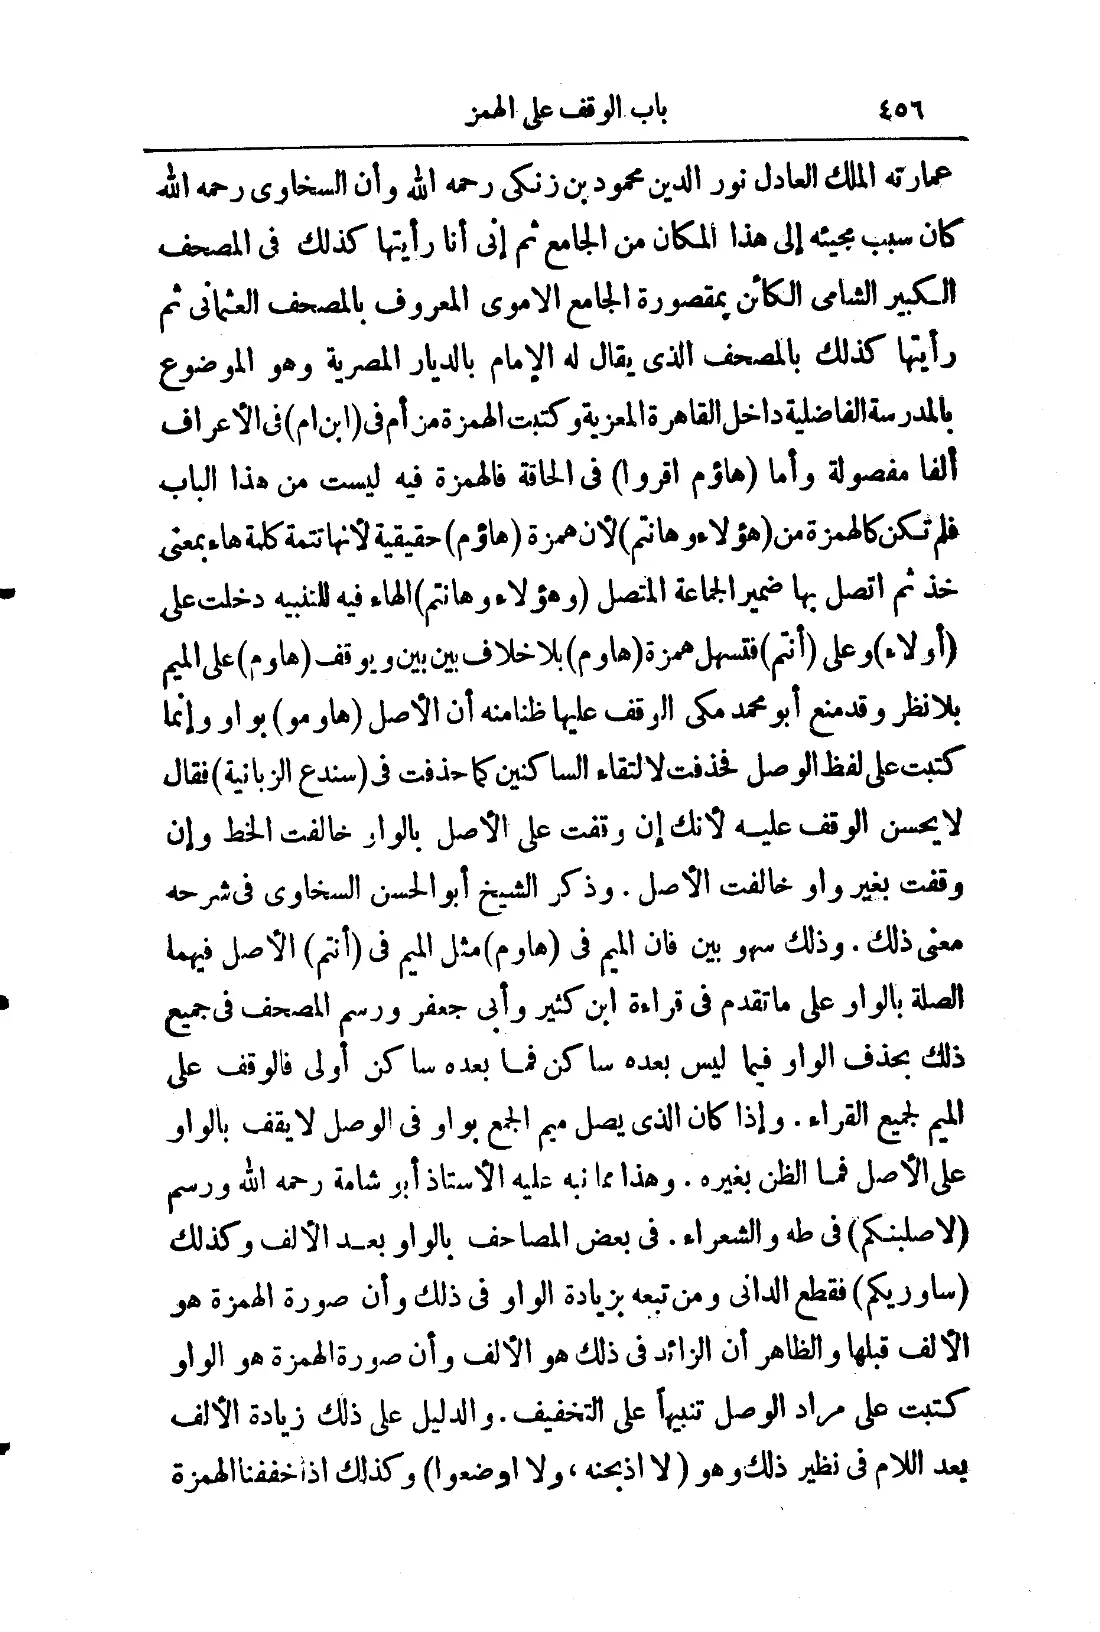 ٤٥٦ باب الوقف على الهمز
عمارته الملك العادل نور الدين محمود بن زنكى رحمه الله وأن السخاوى رحمه الله
كان سبب مجيئه إلى هذا المكان من الجامع ثم إنى أنا رأيتها كذلك فى المصحف
الكبير الشامى الكائن بمقصورة الجامع الاموى المعروف بالمصحف العثمانى ثم
رأيتها كذلك بالمصحف الذى يقال له الإمام بالديار المصرية وهو الموضوع
بالمدرسة الفاضلية داخل القاهرة المعزية وكتبت الهمزة من أم فى (ابن ام) فى الأعراف
ألفا مفصولة وأما (هاؤم اقروا) فى الحاقة فالهمزة فيه ليست من هذا الباب
فلم تكن كالهمزة من (هؤلاء وهانتم) لأن همزة (هاؤم) حقيقية لأنها تتمة كلمة هاء بمعنى
خذ ثم اتصل بها ضمير الجماعة المتصل (وهؤلاء وهانتم) الهاء فيه للتنبيه دخلت على
(أولاء) وعلى (أنتم) فتسهل همزة (هاوم) بلا خلاف بين بين ويوقف (هاوم) على الميم
بلا نظر وقد منع أبو محمد مكى الوقف عليها ظنا منه أن الأصل (هاومو) بواو وإنما
كتبت على لفظ الوصل فحذفت لالتقاء الساكنين كما حذفت فى (سندع الزبانية) فقال
لا يحسن الوقف عليه لأنك إن وقفت على الأصل بالواو خالفت الخط وإن
وقفت بغير واو خالفت الأصل . وذكر الشيخ أبو الحسن السخاوى فى شرحه
معنى ذلك . وذلك سهو بين فان الميم فى (هاوم) مثل الميم فى (أنتم) الأصل فيهما
الصلة بالواو على ما تقدم فى قراءة ابن كثير وأبى جعفر ورسم المصحف فى جميع
ذلك بحذف الواو فيما ليس بعده ساكن فمـا بعده ساكن أولى فالوقف على
الميم لجميع القراء . وإذا كان الذى يصل ميم الجمع بواو فى الوصل لا يقف بالواو
على الأصل فمـا الظن بغيره . وهذا مما نبه عليه الأستاذ أبو شامة رحمه الله ورسم
(لاصلبنكم) فى طه والشعراء . فى بعض المصاحف بالواو بعـد الألف وكذلك
(ساوريكم) فقطع الدانى ومن تبعه بزيادة الواو فى ذلك وأن صورة الهمزة هو
الألف قبلها والظاهر أن الزائد فى ذلك هو الألف وأن صورة الهمزة هو الواو
كتبت على مراد الوصل تنبيهاً على التخفيف . والدليل على ذلك زيادة الألف
بعد اللام فى نظير ذلك وهو (لا اذبحنه ، ولا اوضعوا) وكذلك اذا خففنا الهمزة